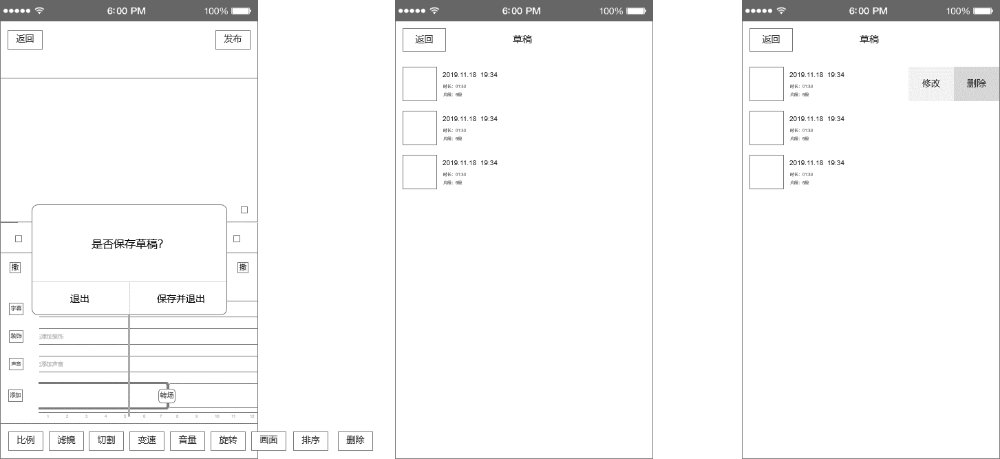 6:00 PM 100%
返回 发布
是否保存草稿?
撤 撤
退出 保存并退出
字幕
装饰 添加装饰
声音 添加声音
添加 转场
1 2 3 4 5 6 7 8 9 10 11 12
比例 滤镜 切割 变速 音量 旋转 画面 排序 删除
6:00 PM 100%
返回 草稿
2019.11.18 19:34
时长: 01:33
片段: 6段
2019.11.18 19:34
时长: 01:33
片段: 6段
2019.11.18 19:34
时长: 01:33
片段: 6段
6:00 PM 100%
返回 草稿
2019.11.18 19:34
时长: 01:33
片段: 6段
修改 删除
2019.11.18 19:34
时长: 01:33
片段: 6段
2019.11.18 19:34
时长: 01:33
片段: 6段